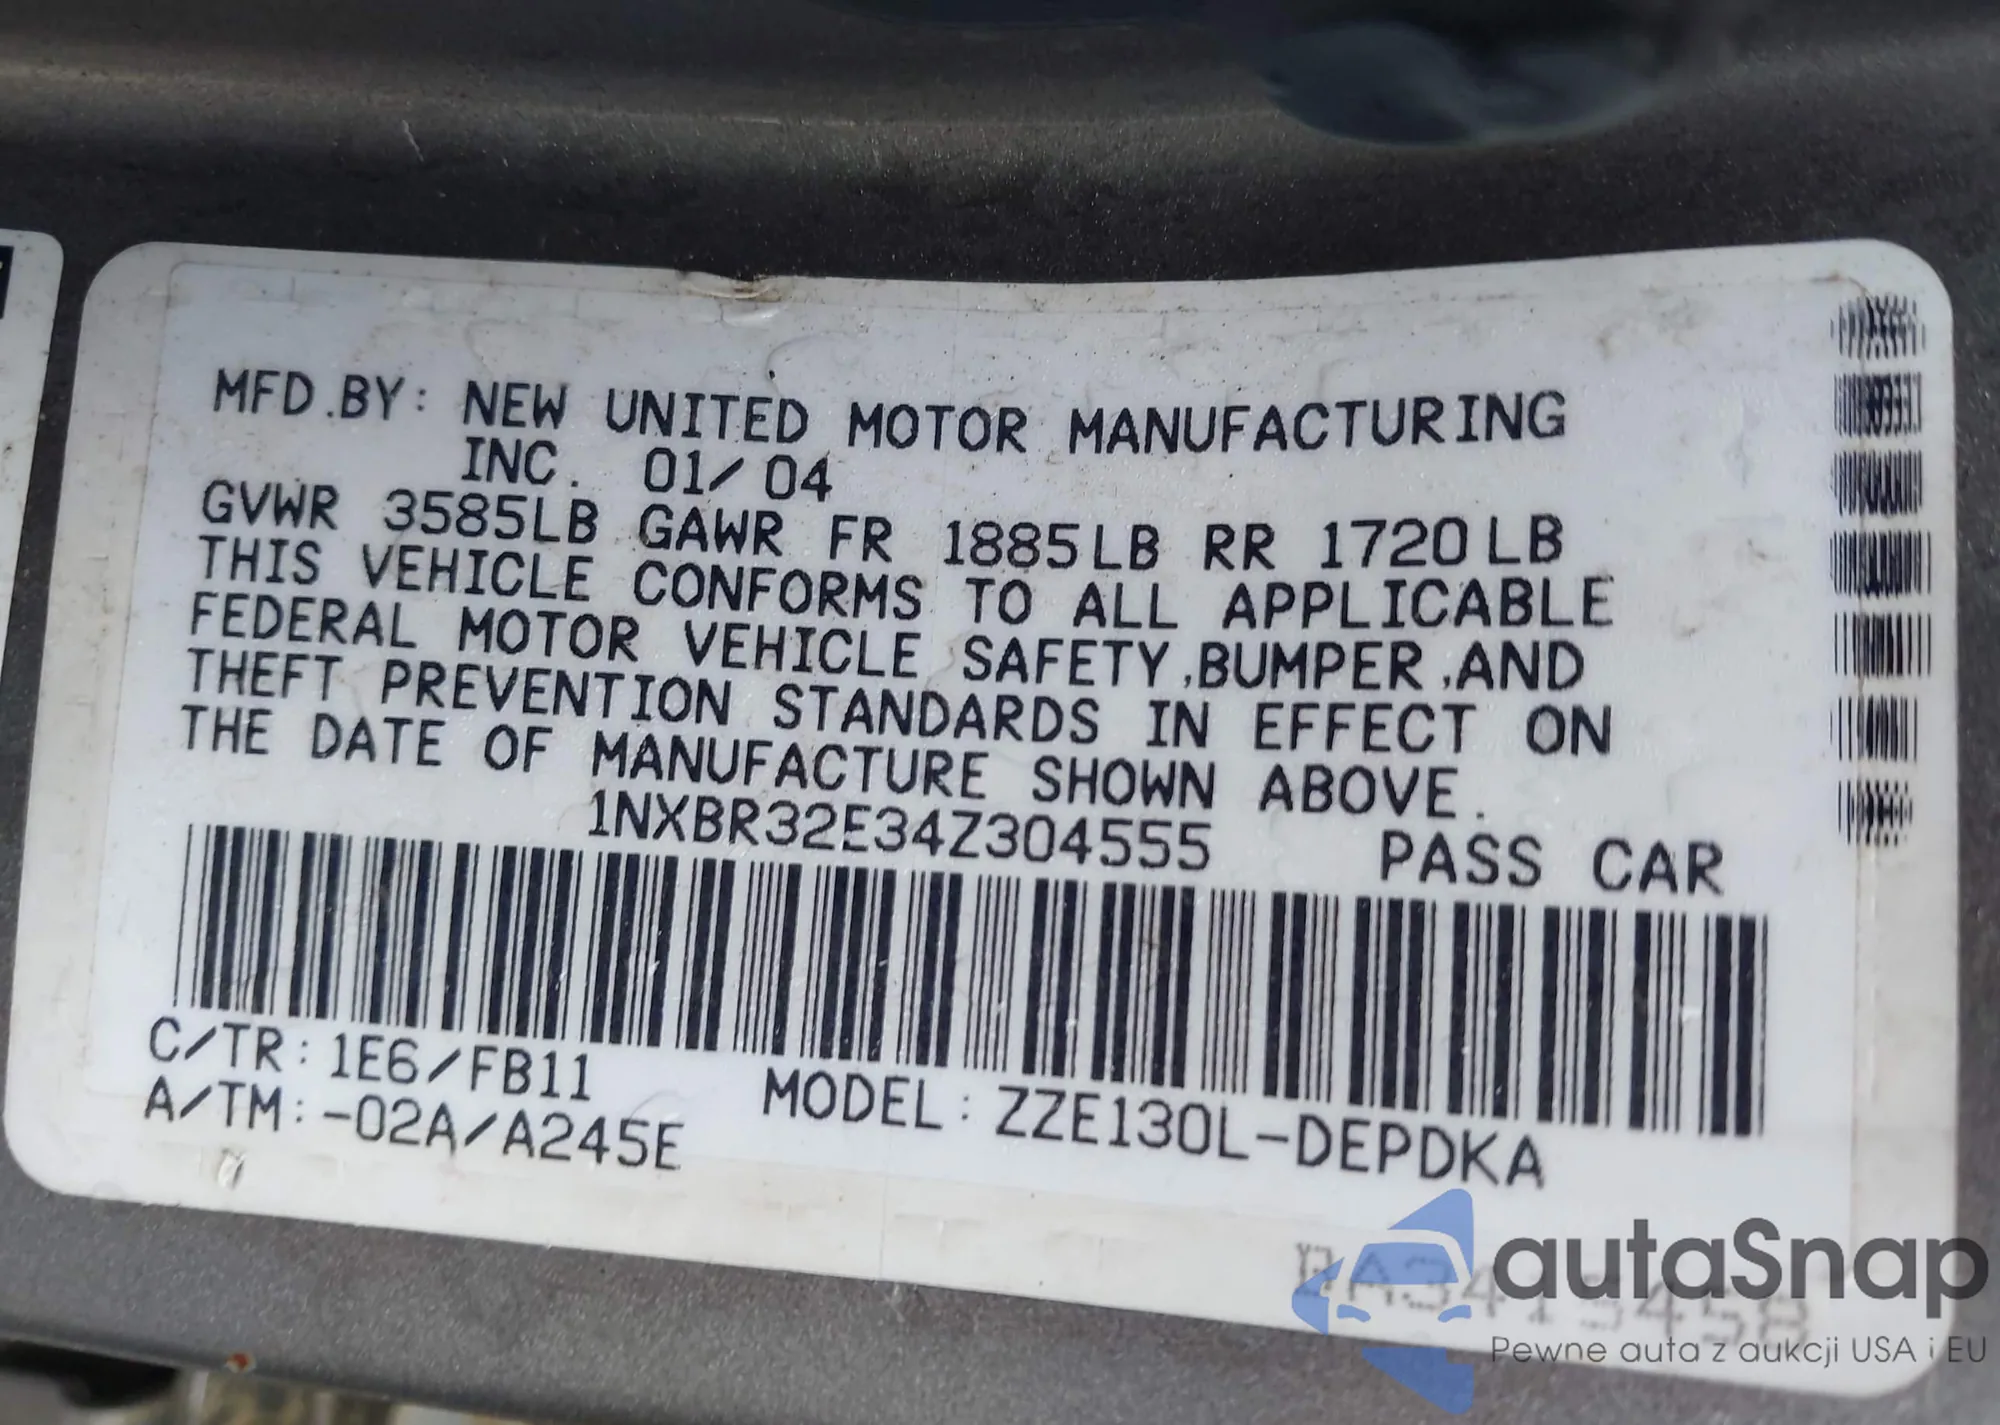 MFD.BY: NEW UNITED MOTOR MANUFACTURING
INC. 01/04
GVWR 3585LB GAWR FR 1885LB RR 1720LB
THIS VEHICLE CONFORMS TO ALL APPLICABLE
FEDERAL MOTOR VEHICLE SAFETY,BUMPER,AND
THEFT PREVENTION STANDARDS IN EFFECT ON
THE DATE OF MANUFACTURE SHOWN ABOVE.
1NXBR32E34Z304555 PASS CAR
C/TR: 1E6/FB11
A/TM:-02A/A245E
MODEL: ZZE130L-DEPDKA
autaSnap
Pewne auta z aukcji USA i EU